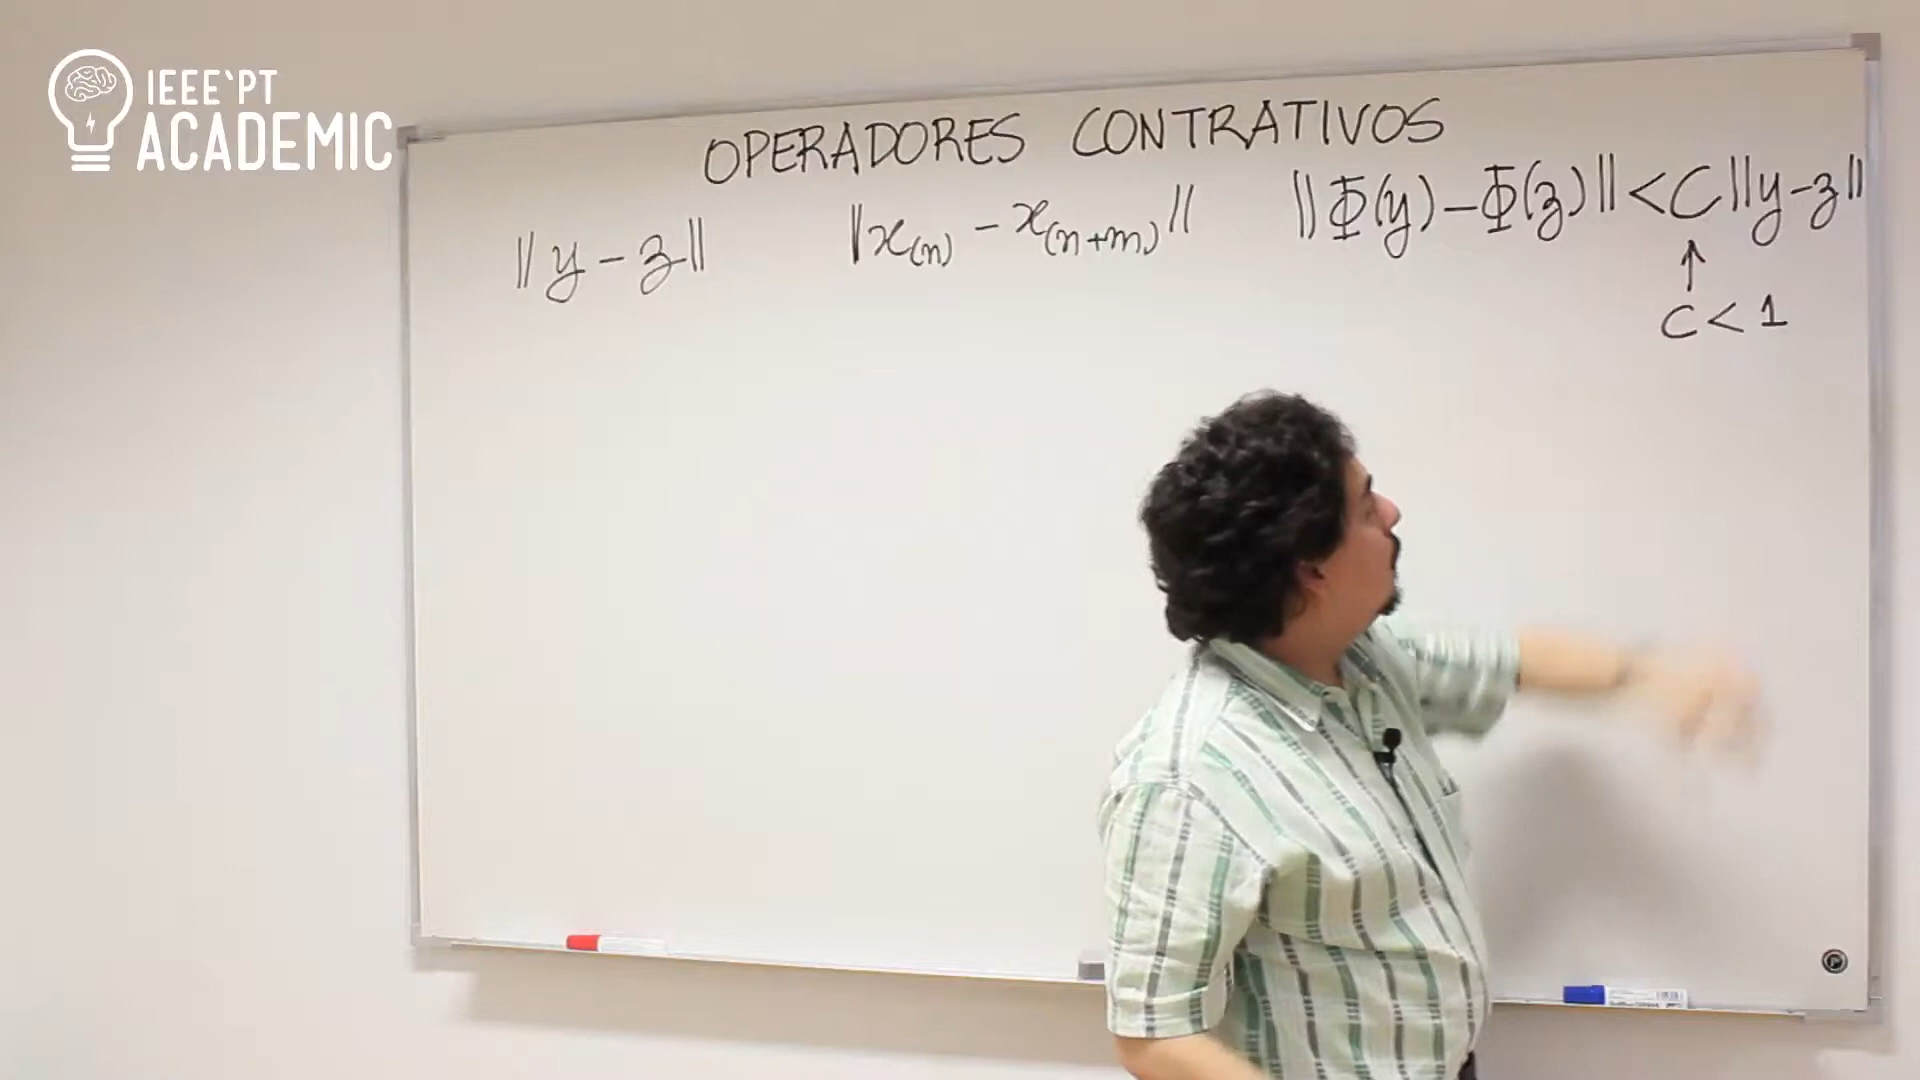 IEEE`PT
ACADEMIC
OPERADORES CONTRATIVOS
||y - z||
||x(n) - x(n+m)||
||Φ(y) - Φ(z)|| < C||y-z||
↑
C < 1